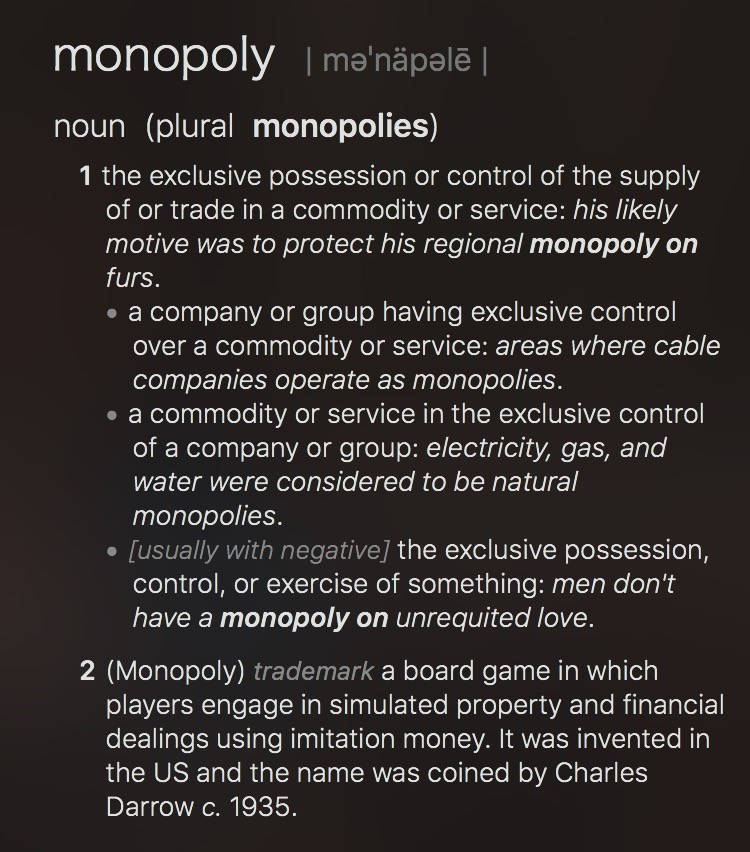 monopoly | məˈnäpəlē |
noun (plural monopolies)
1 the exclusive possession or control of the supply
of or trade in a commodity or service: his likely
motive was to protect his regional monopoly on
furs.
• a company or group having exclusive control
over a commodity or service: areas where cable
companies operate as monopolies.
• a commodity or service in the exclusive control
of a company or group: electricity, gas, and
water were considered to be natural
monopolies.
• [usually with negative] the exclusive possession,
control, or exercise of something: men don't
have a monopoly on unrequited love.
2 (Monopoly) trademark a board game in which
players engage in simulated property and financial
dealings using imitation money. It was invented in
the US and the name was coined by Charles
Darrow c. 1935.